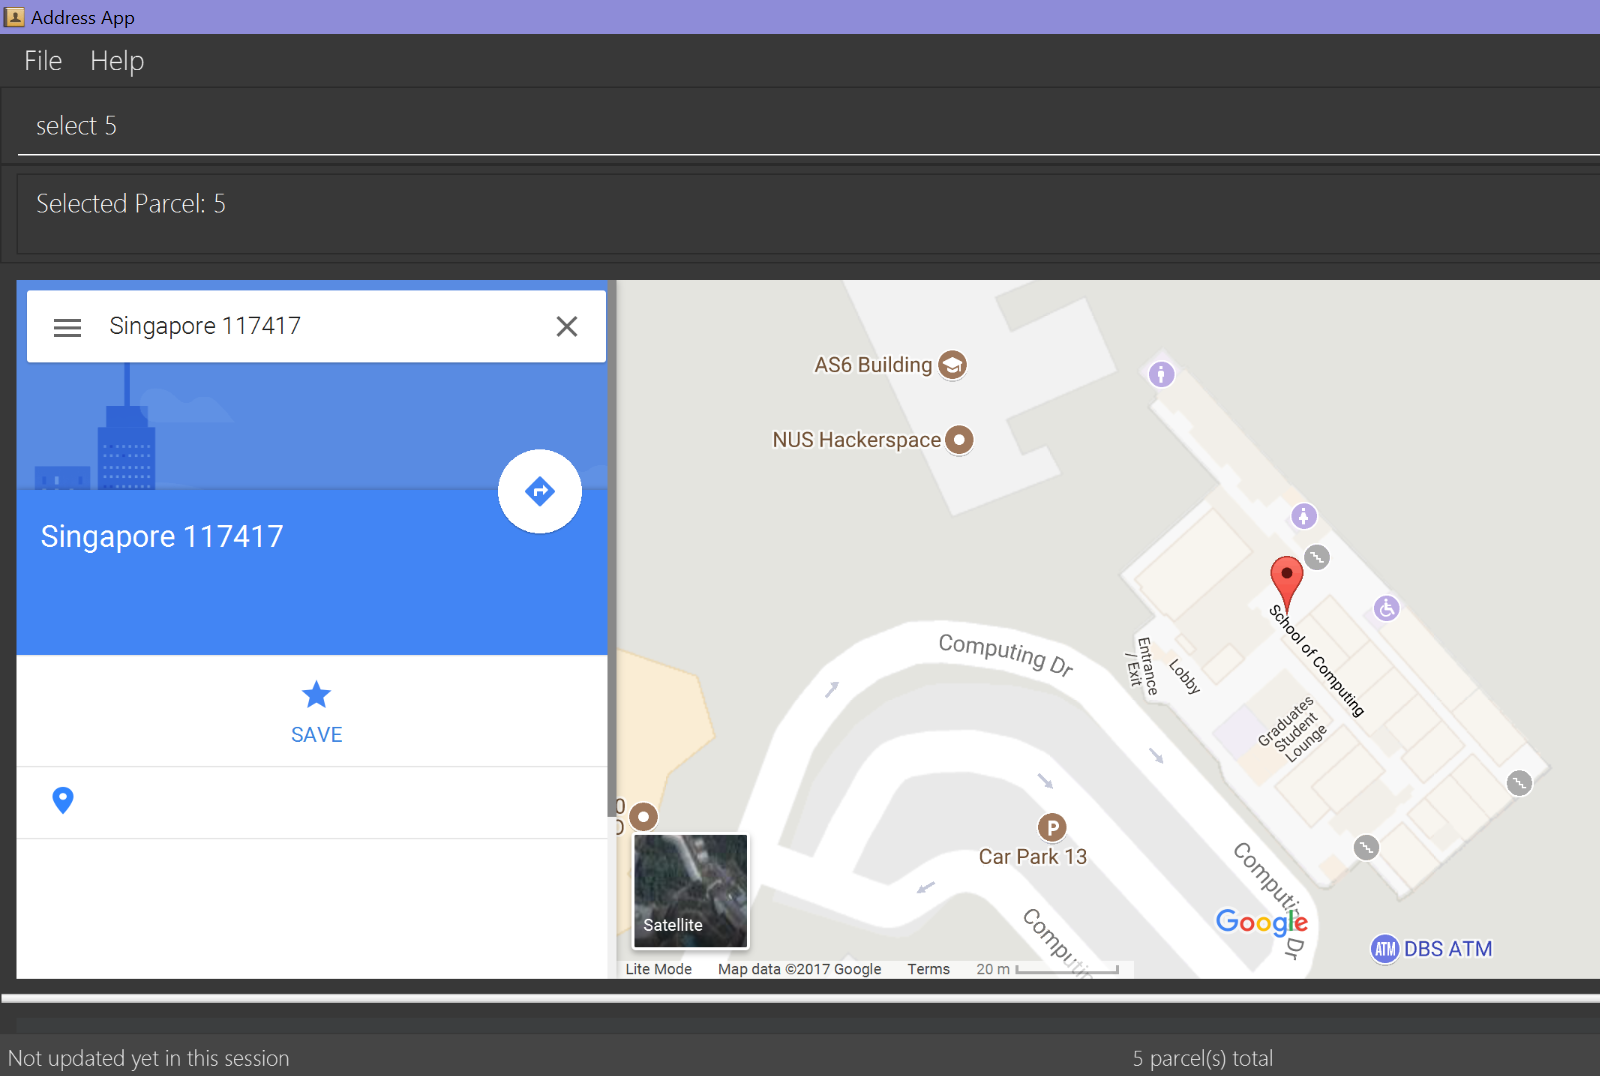 Address App
File Help
select 5
Selected Parcel: 5
Singapore 117417
Singapore 117417
SAVE
AS6 Building
NUS Hackerspace
School of Computing
Entrance
/ Exit
Lobby
Graduates
Student
Lounge
Computing Dr
P
Car Park 13
Computing Dr
Satellite
Google
ATM DBS ATM
Lite Mode Map data ©2017 Google Terms 20 m
Not updated yet in this session 5 parcel(s) total